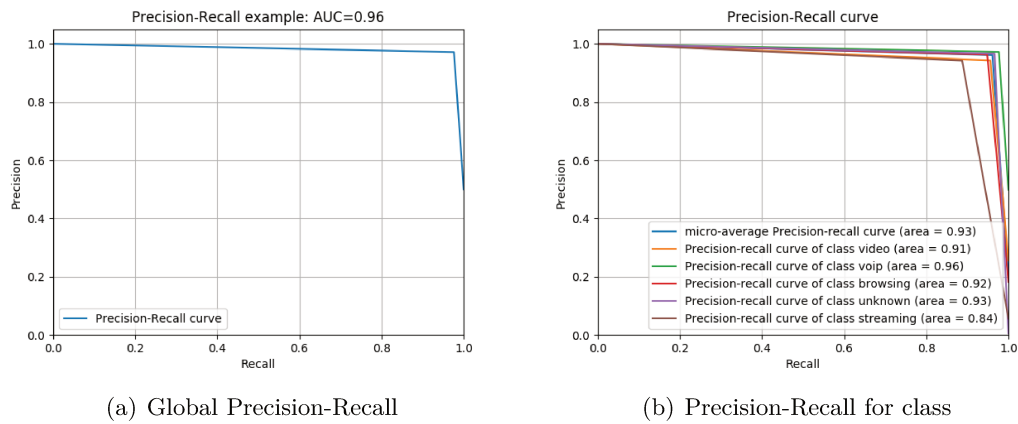 Precision-Recall example: AUC=0.96
1.0
0.8
0.6
0.4
0.2
0.0
Precision
Precision-Recall curve
0.0 0.2 0.4 0.6 0.8 1.0
Recall
(a) Global Precision-Recall
Precision-Recall curve
1.0
0.8
0.6
0.4
0.2
0.0
Precision
micro-average Precision-recall curve (area = 0.93)
Precision-recall curve of class video (area = 0.91)
Precision-recall curve of class voip (area = 0.96)
Precision-recall curve of class browsing (area = 0.92)
Precision-recall curve of class unknown (area = 0.93)
Precision-recall curve of class streaming (area = 0.84)
0.0 0.2 0.4 0.6 0.8 1.0
Recall
(b) Precision-Recall for class